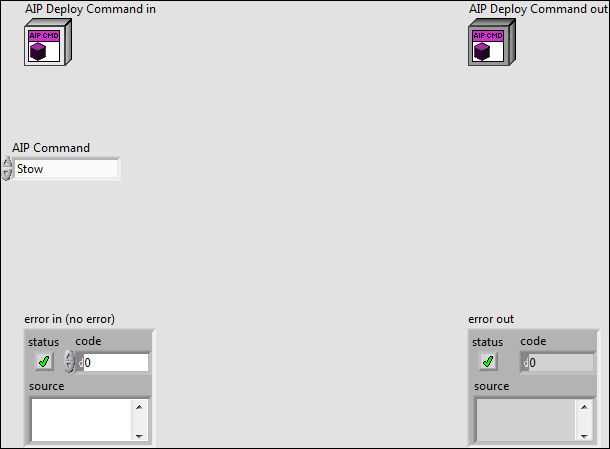 AIP Deploy Command in
AIP Deploy Command out
AIP CMD
AIP CMD
AIP Command
Stow
error in (no error)
error out
status code
status code
d0
d0
source
source